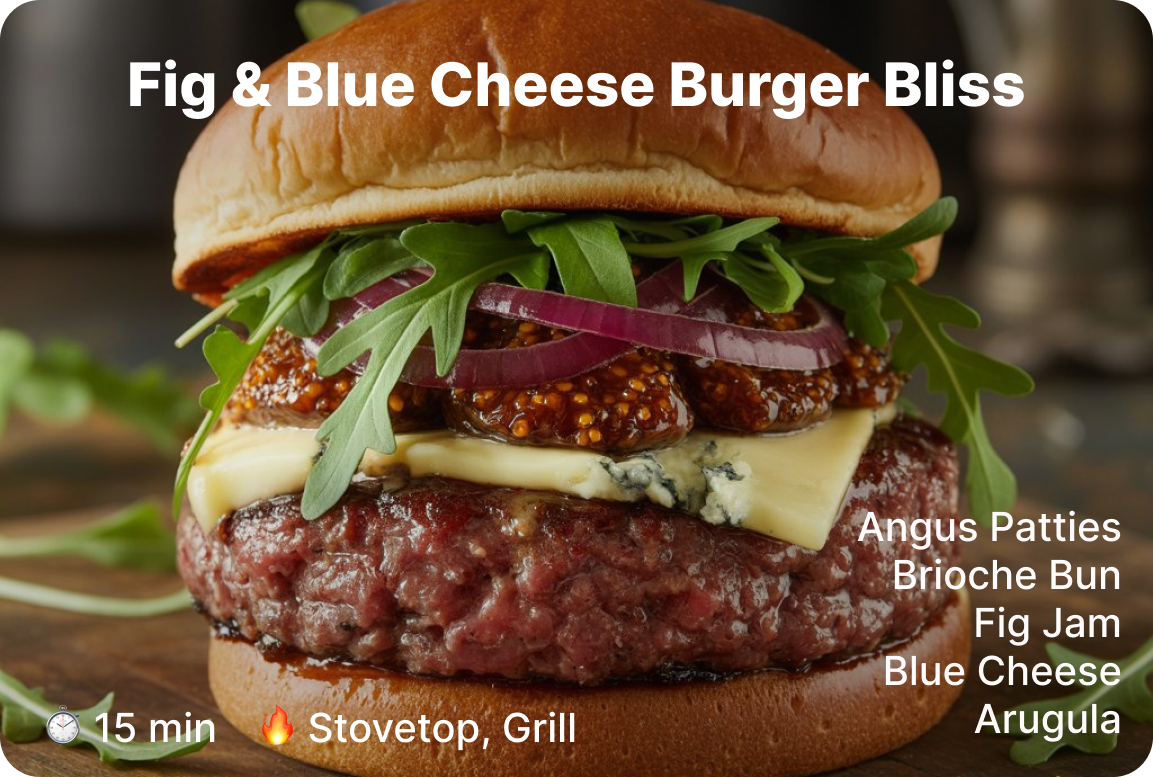 Fig & Blue Cheese Burger Bliss
Angus Patties
Brioche Bun
Fig Jam
Blue Cheese
Arugula
⏱ 15 min 🔥 Stovetop, Grill